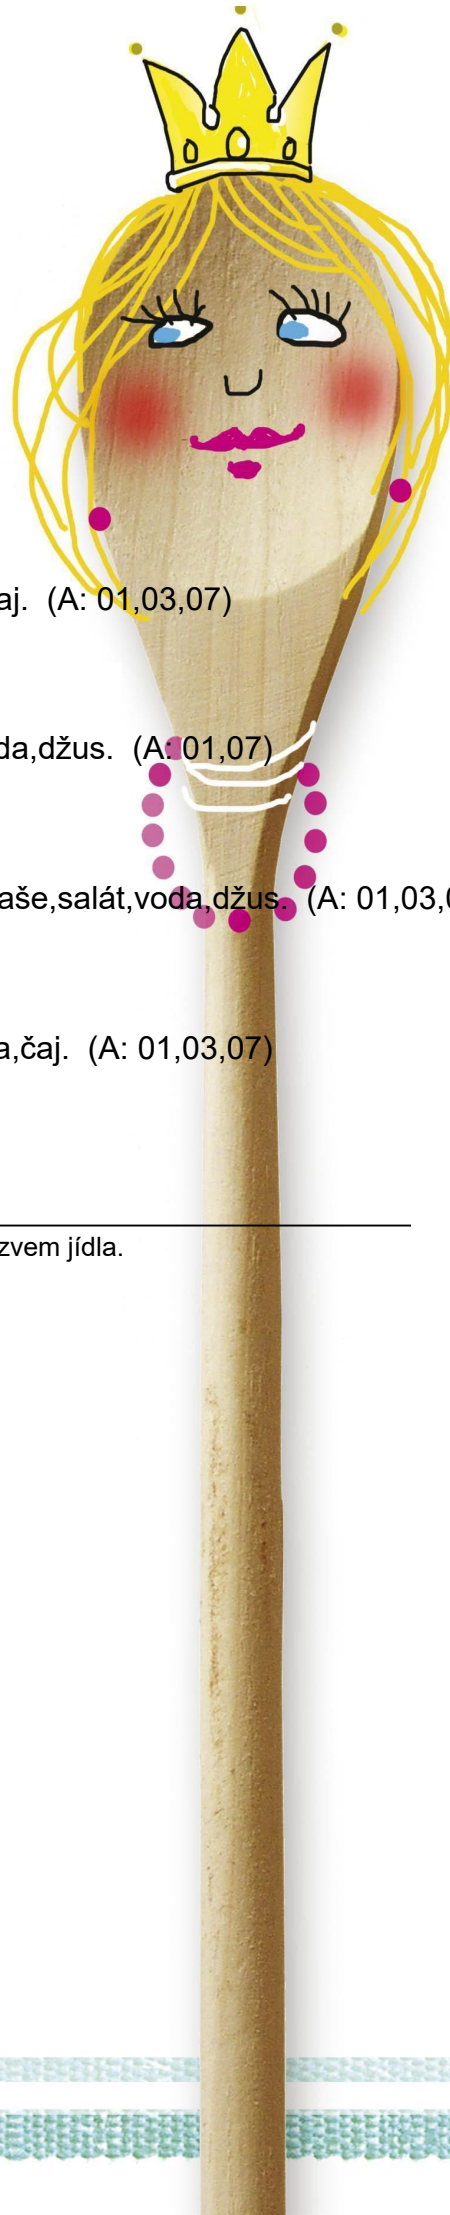 aj.  (A: 01,03,07)
da,džus.  (A: 01,07)
aše,salát,voda,džus.  (A: 01,03,0
a,čaj.  (A: 01,03,07)
zvem jídla.